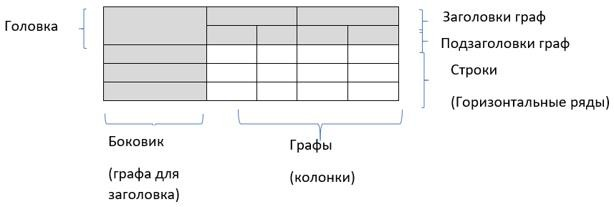 Головка
Заголовки граф
Подзаголовки граф
Строки
(Горизонтальные ряды)
Боковик
(графа для
заголовка)
Графы
(колонки)